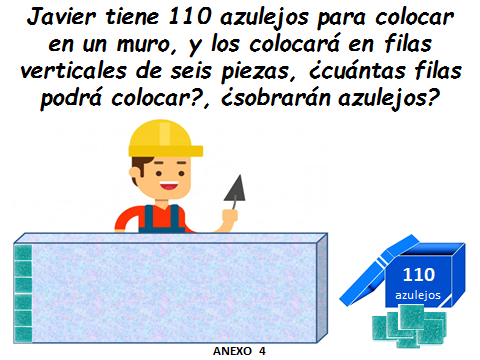 Javier tiene 110 azulejos para colocar
en un muro, y los colocará en filas
verticales de seis piezas, ¿cuántas filas
podrá colocar?, ¿sobrarán azulejos?
110
azulejos
ANEXO 4